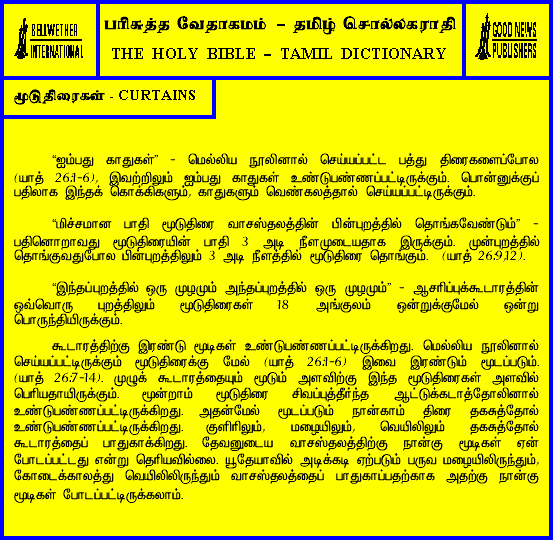 BELLWETHER
INTERNATIONAL
பரிசுத்த வேதாகமம் – தமிழ் சொல்லகராதி
THE HOLY BIBLE – TAMIL DICTIONARY
GOOD NEWS
PUBLISHERS
மூடுதிரைகள் - CURTAINS
“ஐம்பது காதுகள்” - மெல்லிய நூலினால் செய்யப்பட்ட பத்து திரைகளைப்போல
(யாத் 26:1-6), இவற்றிலும் ஐம்பது காதுகள் உண்டுபண்ணப்பட்டிருக்கும். பொன்னுக்குப்
பதிலாக இந்தக் கொக்கிகளும், காதுகளும் வெண்கலத்தால் செய்யப்பட்டிருக்கும்.
“மிச்சமான பாதி மூடுதிரை வாசஸ்தலத்தின் பின்புறத்தில் தொங்கவேண்டும்” -
பதினொறாவது மூடுதிரையின் பாதி 3 அடி நீளமுடையதாக இருக்கும். முன்புறத்தில்
தொங்குவதுபோல பின்புறத்திலும் 3 அடி நீளத்தில் மூடுதிரை தொங்கும். (யாத் 26:9,12).
“இந்தப்புறத்தில் ஒரு முழமும் அந்தப்புறத்தில் ஒரு முழமும்” - ஆசரிப்புக்கூடாரத்தின்
ஒவ்வொரு புறத்திலும் மூடுதிரைகள் 18 அங்குலம் ஒன்றுக்குமேல் ஒன்று
பொருந்தியிருக்கும்.
கூடாரத்திற்கு இரண்டு மூடிகள் உண்டுபண்ணப்பட்டிருக்கிறது. மெல்லிய நூலினால்
செய்யப்பட்டிருக்கும் மூடுதிரைக்கு மேல் (யாத் 26:1-6) இவை இரண்டும் மூடப்படும்.
(யாத் 26:7-14). முழுக் கூடாரத்தையும் மூடும் அளவிற்கு இந்த மூடுதிரைகள் அளவில்
பெரியதாயிருக்கும். மூன்றாம் மூடுதிரை சிவப்புத்தீர்ந்த ஆட்டுக்கடாத்தோலினால்
உண்டுபண்ணப்பட்டிருக்கிறது. அதன்மேல் மூடப்படும் நான்காம் திரை தகசுத்தோல்
உண்டுபண்ணப்பட்டிருக்கிறது. குளிரிலும், மழையிலும், வெயிலிலும் தகசுத்தோல்
கூடாரத்தைப் பாதுகாக்கிறது. தேவனுடைய வாசஸ்தலத்திற்கு நான்கு மூடிகள் ஏன்
போடப்பட்டது என்று தெரியவில்லை. யூதேயாவில் அடிக்கடி ஏற்படும் பருவ மழையிலிருந்தும்,
கோடைகாலத்து வெயிலிலிருந்தும் வாசஸ்தலத்தைப் பாதுகாப்பதற்காக அதற்கு நான்கு
மூடிகள் போடப்பட்டிருக்கலாம்.